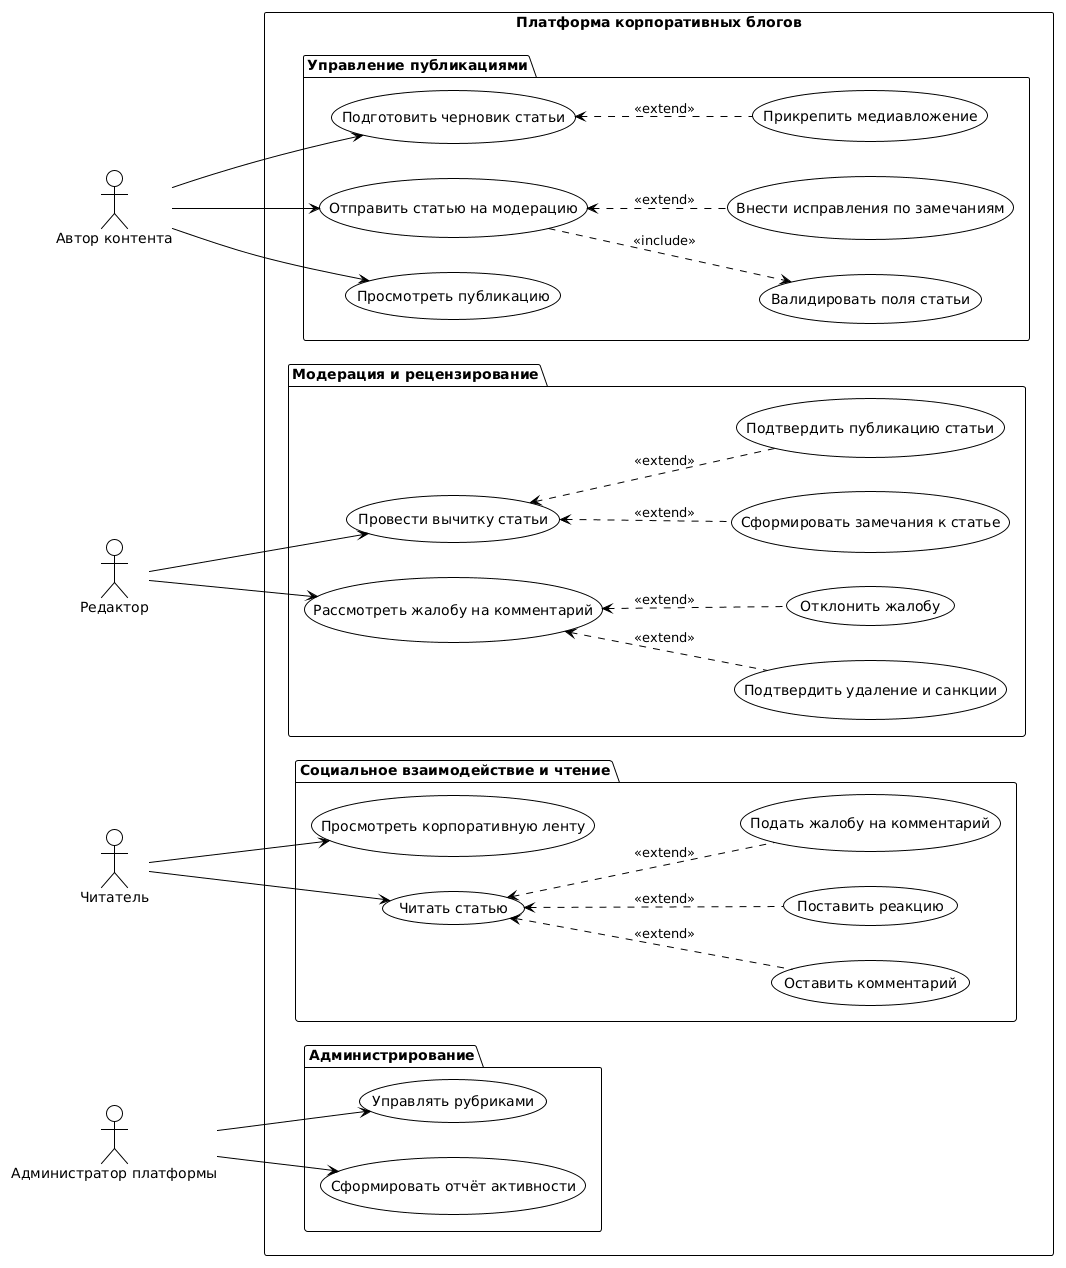 Платформа корпоративных блогов
Управление публикациями
Подготовить черновик статьи
«extend»
Прикрепить медиавложение
Отправить статью на модерацию
«extend»
Внести исправления по замечаниям
«include»
Валидировать поля статьи
Просмотреть публикацию
Автор контента
Модерация и рецензирование
Подтвердить публикацию статьи
«extend»
Провести вычитку статьи
«extend»
Сформировать замечания к статье
Рассмотреть жалобу на комментарий
«extend»
Отклонить жалобу
«extend»
Подтвердить удаление и санкции
Редактор
Социальное взаимодействие и чтение
Просмотреть корпоративную ленту
Подать жалобу на комментарий
«extend»
Читать статью
«extend»
Поставить реакцию
«extend»
Оставить комментарий
Читатель
Администрирование
Управлять рубриками
Сформировать отчёт активности
Администратор платформы